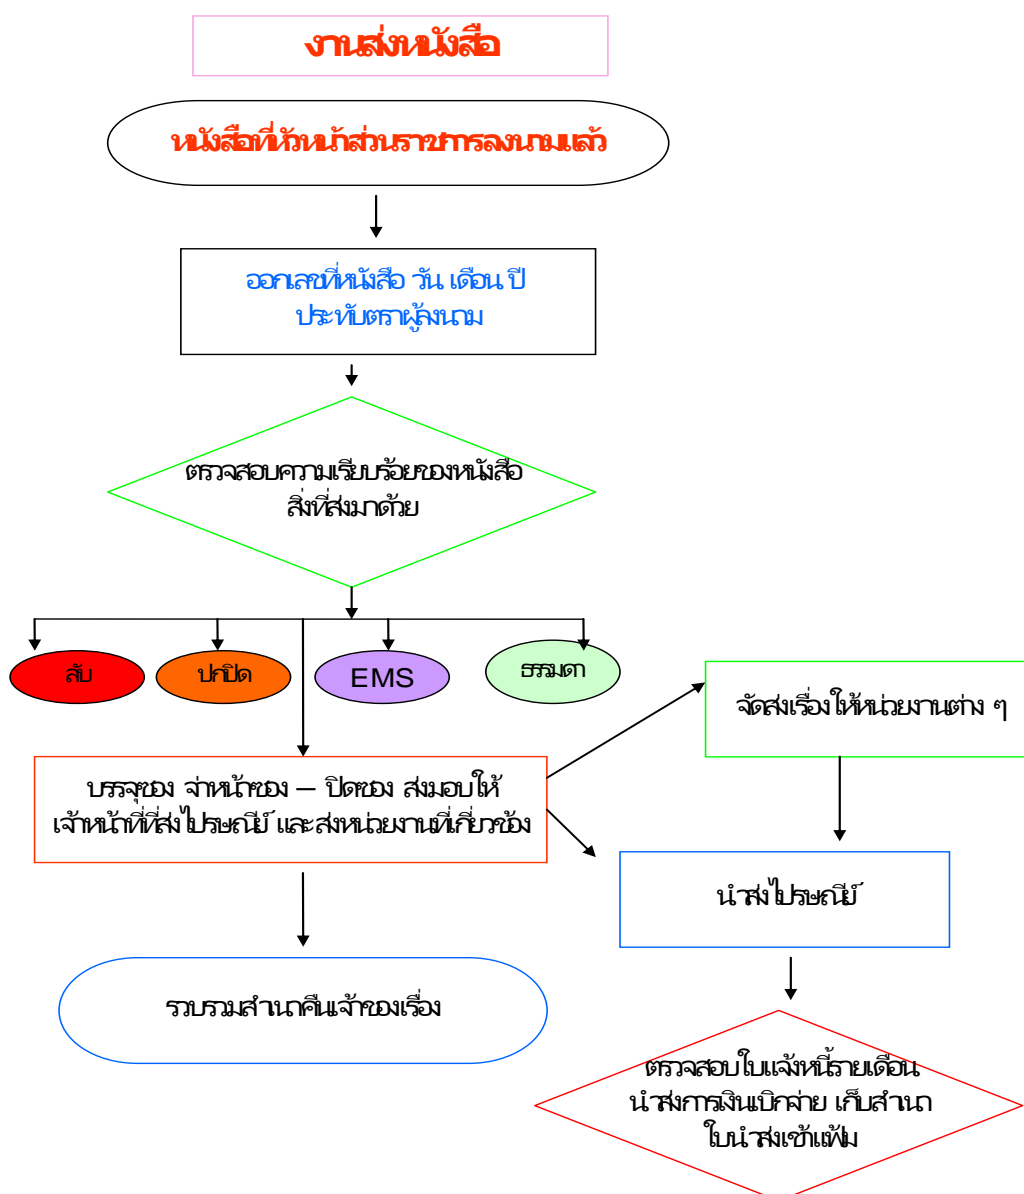 งานส่งหนังสือ
หนังสือที่หัวหน้าส่วนราชการลงนามแล้ว
ออกเลขที่หนังสือ วัน เดือน ปี
ประทับตราผู้ลงนาม
ตรวจสอบความเรียบร้อยของหนังสือ
สิ่งที่ส่งมาด้วย
ลับ
ปกปิด
EMS
ธรรมดา
จัดส่งเรื่องให้หน่วยงานต่าง ๆ
บรรจุซอง จ่าหน้าซอง – ปิดซอง ส่งมอบให้
เจ้าหน้าที่ที่ส่งไปรษณีย์ และส่งหน่วยงานที่เกี่ยวข้อง
นำส่งไปรษณีย์
รวบรวมสำเนาคืนเจ้าของเรื่อง
ตรวจสอบใบแจ้งหนี้รายเดือน
นำส่งการเงินเบิกจ่าย เก็บสำเนา
ใบนำส่งเข้าแฟ้ม